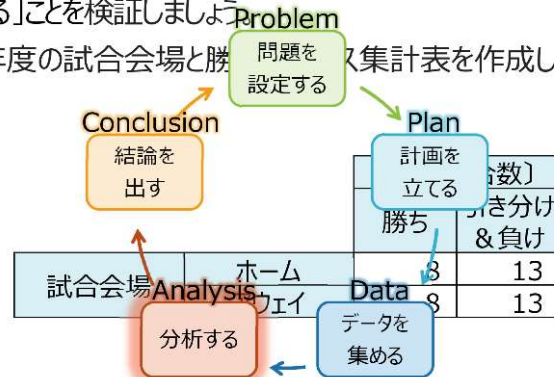 る」ことを検証しましょう。
Problem
度の試合会場と勝
ス集計表を作成し
問題を
設定する
Conclusion
結論を
出す
Plan
計画を
立てる
合数〕
勝ち
引き分け
&負け
試合会場
ホーム
8
13
ウェイ
8
13
Analysis
分析する
Data
データを
集める